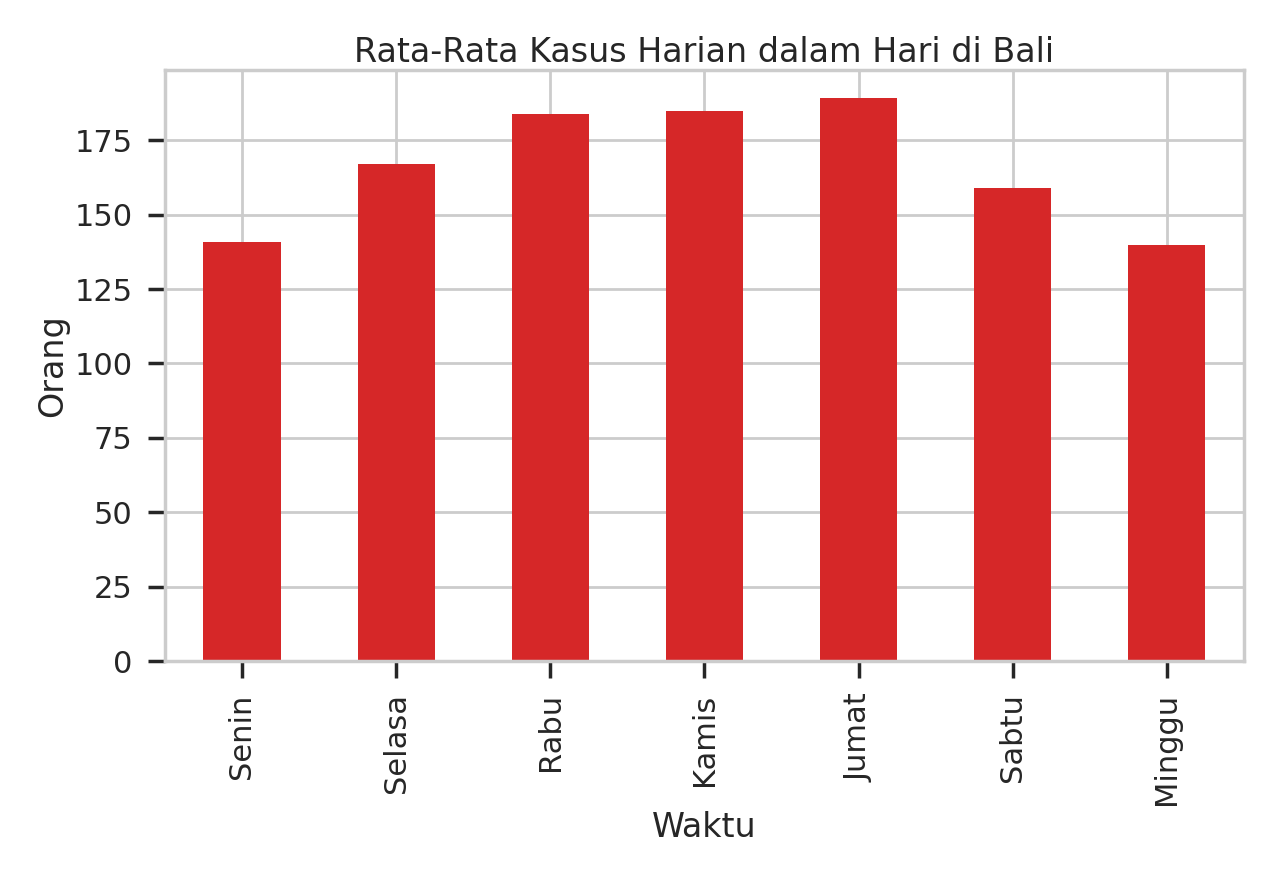 Rata-Rata Kasus Harian dalam Hari di Bali
Orang
175
150
125
100
75
50
25
0
Senin
Selasa
Rabu
Kamis
Jumat
Sabtu
Minggu
Waktu